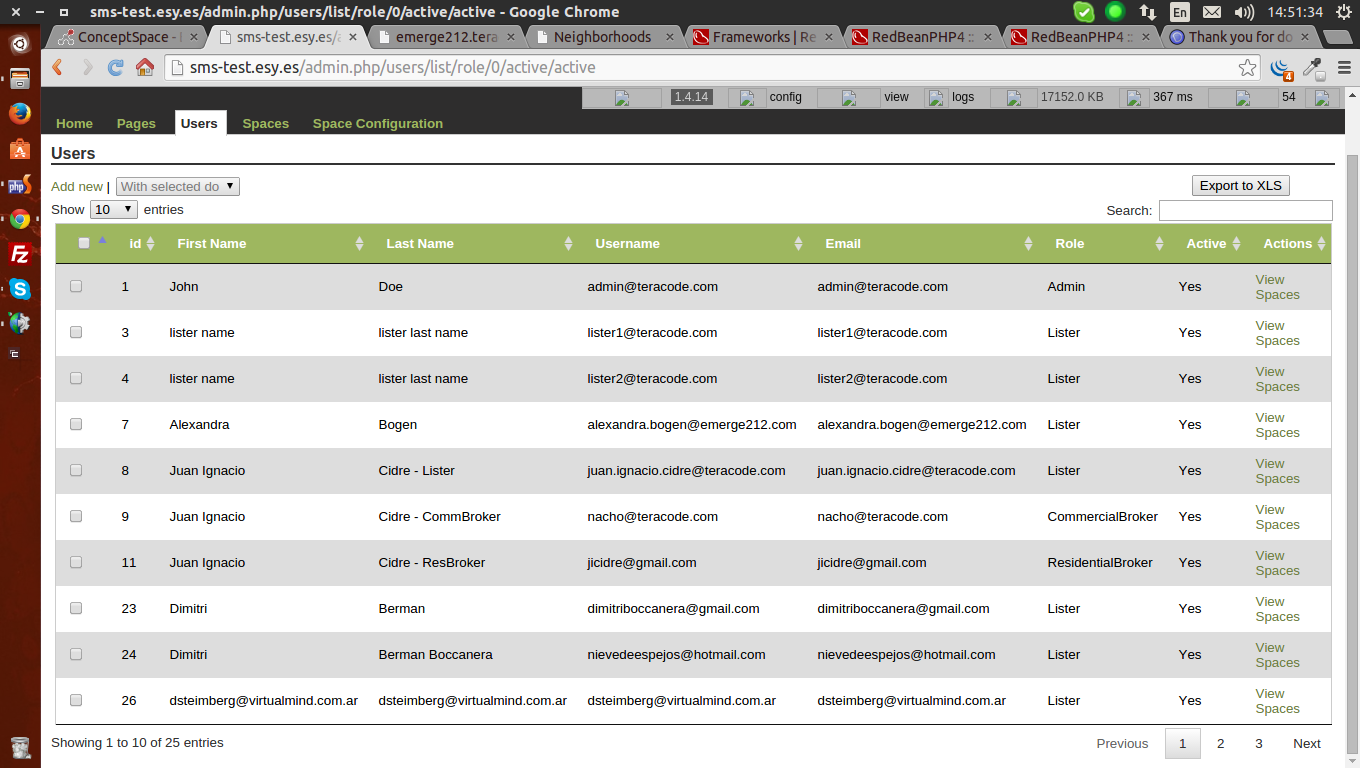 sms-test.esy.es/admin.php/users/list/role/0/active/active - Google Chrome
En
14:51:34
ConceptSpace -
sms-test.esy.es/
emerge212.tera
Neighborhoods
Frameworks | Re
RedBeanPHP4 ::
RedBeanPHP4 ::
Thank you for do
sms-test.esy.es/admin.php/users/list/role/0/active/active
4
1.4.14 config view logs 17152.0 KB 367 ms 54
Home Pages Users Spaces Space Configuration
Users
Add new | With selected do Export to XLS
Show 10 entries Search:
id First Name Last Name Username Email Role Active Actions
1 John Doe admin@teracode.com admin@teracode.com Admin Yes View Spaces
3 lister name lister last name lister1@teracode.com lister1@teracode.com Lister Yes View Spaces
4 lister name lister last name lister2@teracode.com lister2@teracode.com Lister Yes View Spaces
7 Alexandra Bogen alexandra.bogen@emerge212.com alexandra.bogen@emerge212.com Lister Yes View Spaces
8 Juan Ignacio Cidre - Lister juan.ignacio.cidre@teracode.com juan.ignacio.cidre@teracode.com Lister Yes View Spaces
9 Juan Ignacio Cidre - CommBroker nacho@teracode.com nacho@teracode.com CommercialBroker Yes View Spaces
11 Juan Ignacio Cidre - ResBroker jicidre@gmail.com jicidre@gmail.com ResidentialBroker Yes View Spaces
23 Dimitri Berman dimitriboccanera@gmail.com dimitriboccanera@gmail.com Lister Yes View Spaces
24 Dimitri Berman Boccanera nievedeespejos@hotmail.com nievedeespejos@hotmail.com Lister Yes View Spaces
26 dsteimberg@virtualmind.com.ar dsteimberg@virtualmind.com.ar dsteimberg@virtualmind.com.ar dsteimberg@virtualmind.com.ar Lister Yes View Spaces
Showing 1 to 10 of 25 entries Previous 1 2 3 Next
php
Fz